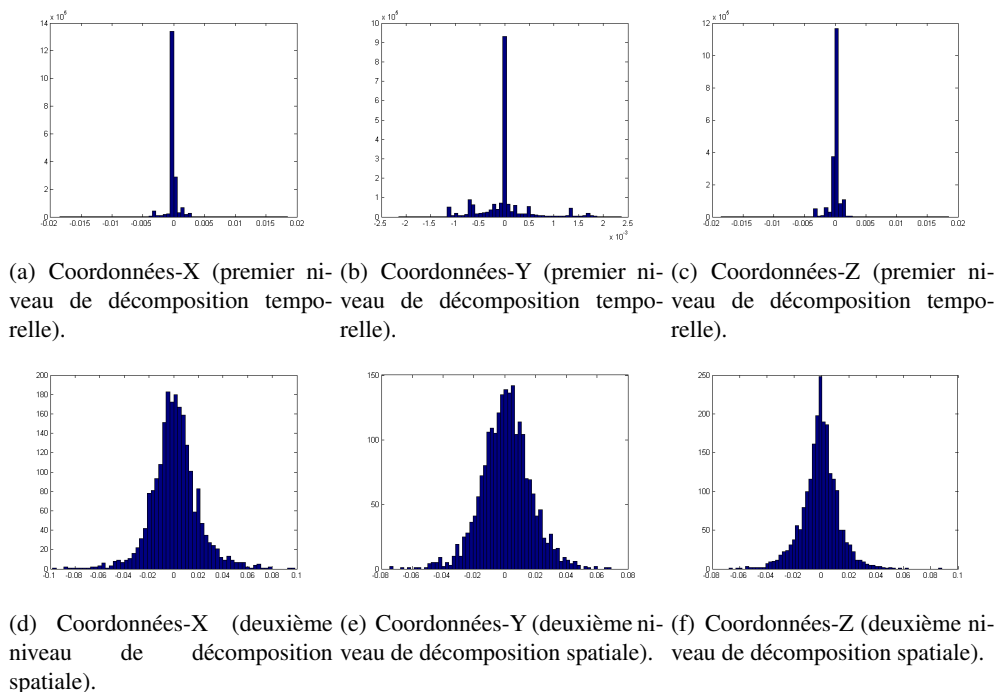 x 10^5
14
12
10
8
6
4
2
0
-0.02 -0.015 -0.01 -0.005 0 0.005 0.01 0.015 0.02
10
9
8
7
6
5
4
3
2
1
0
-2.5 -2 -1.5 -1 -0.5 0 0.5 1 1.5 2 2.5
x 10^-3
12
10
8
6
4
2
0
-0.02 -0.015 -0.01 -0.005 0 0.005 0.01 0.015 0.02
(a) Coordonnées-X (premier ni-
veau de décomposition tempo-
relle).
(b) Coordonnées-Y (premier ni-
veau de décomposition tempo-
relle).
(c) Coordonnées-Z (premier ni-
veau de décomposition tempo-
relle).
200
180
160
140
120
100
80
60
40
20
0
-0.1 -0.08 -0.06 -0.04 -0.02 0 0.02 0.04 0.06 0.08 0.1
150
100
50
0
-0.08 -0.06 -0.04 -0.02 0 0.02 0.04 0.06 0.08
250
200
150
100
50
0
-0.08 -0.06 -0.04 -0.02 0 0.02 0.04 0.06 0.08 0.1
(d) Coordonnées-X (deuxième
niveau de décomposition
spatiale).
(e) Coordonnées-Y (deuxième ni-
veau de décomposition spatiale).
(f) Coordonnées-Z (deuxième ni-
veau de décomposition spatiale).